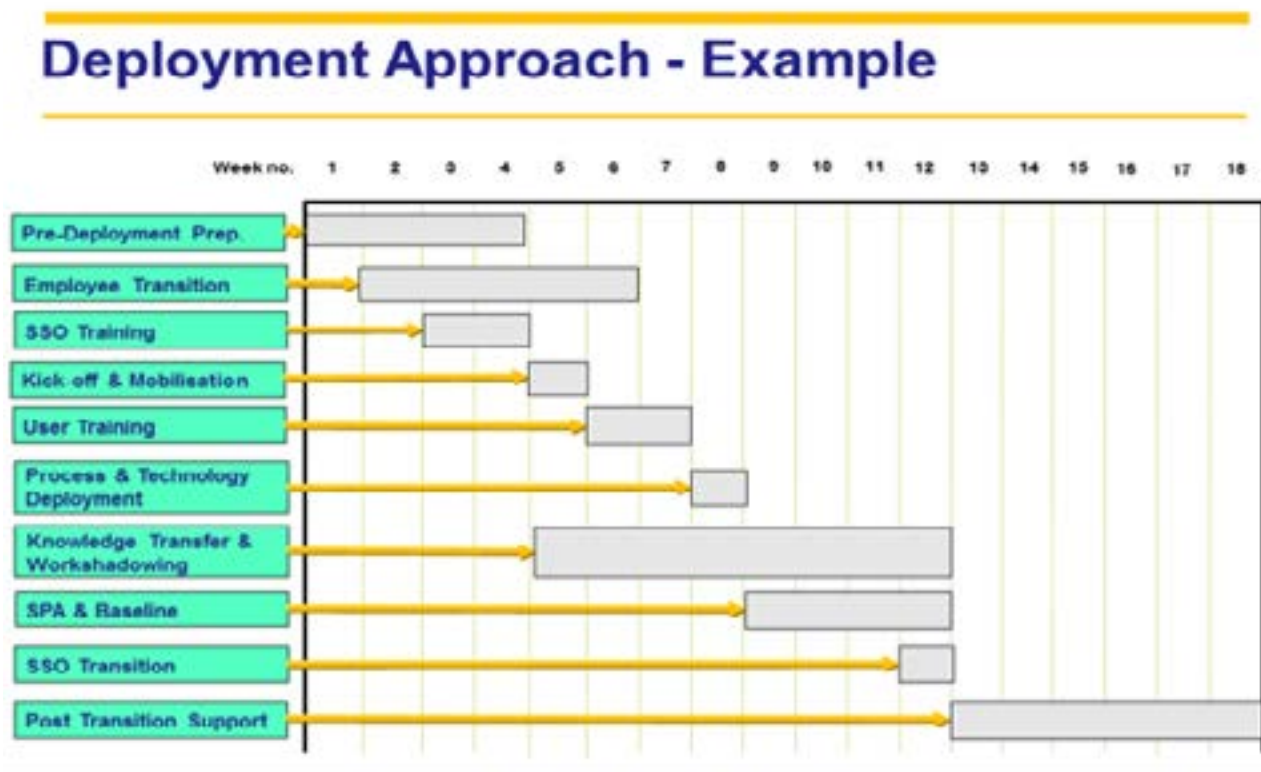 Deployment Approach - Example
Week no. 1 2 3 4 5 6 7 8 9 10 11 12 13 14 15 16 17 18
Pre-Deployment Prep.
Employee Transition
SSO Training
Kick off & Mobilisation
User Training
Process & Technology
Deployment
Knowledge Transfer &
Workshadowing
SPA & Baseline
SSO Transition
Post Transition Support